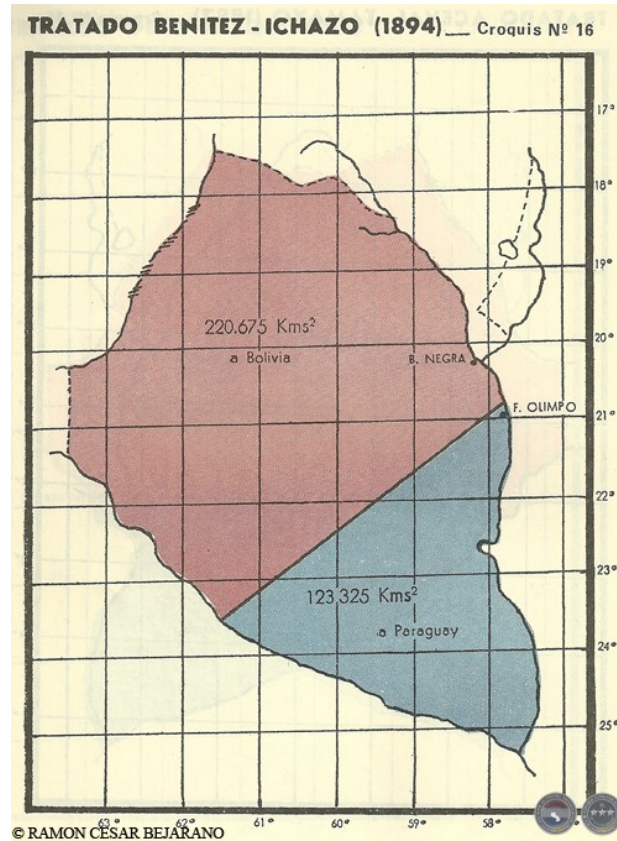 TRATADO BENITEZ - ICHAZO (1894)__ Croquis Nº 16
17°
18°
19°
220.675 Kms²
a Bolivia
20°
B. NEGRA
F. OLIMPO
21°
22°
23°
123,325 Kms²
a Paraguay
24°
25°
63° 62° 61° 60° 59° 58°
© RAMON CESAR BEJARANO